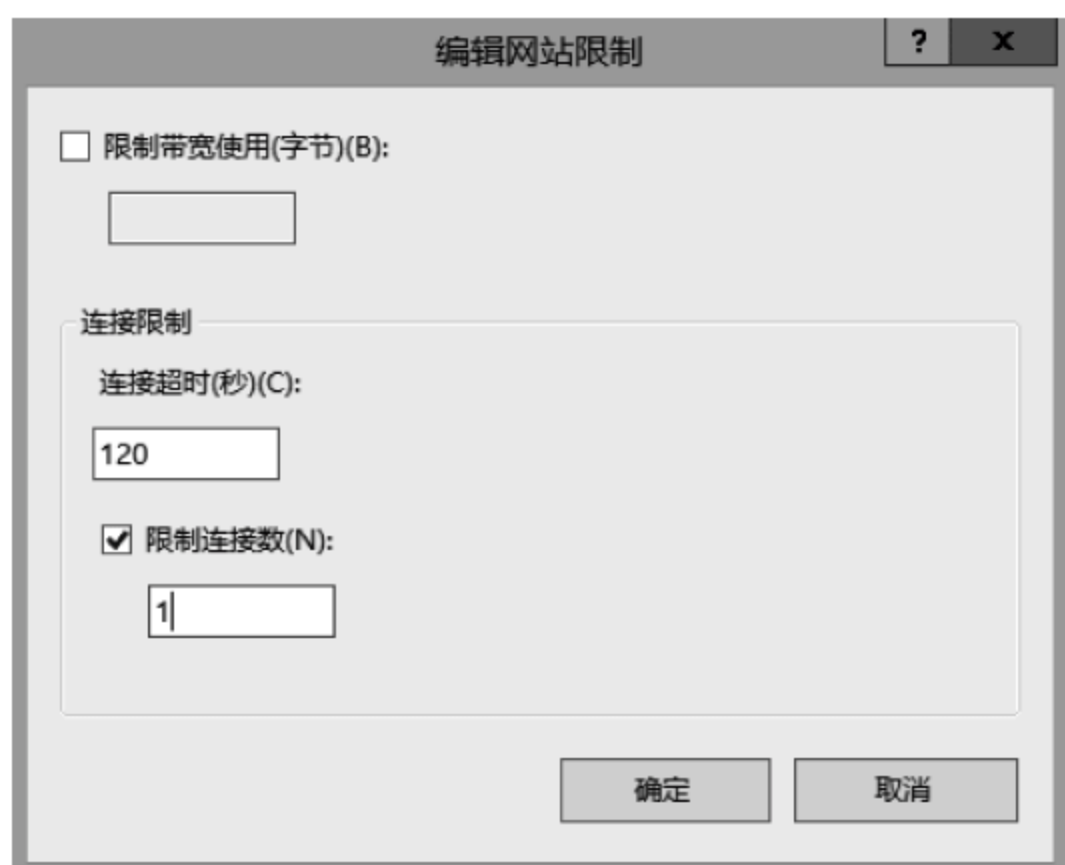 编辑网站限制
? x
限制带宽使用(字节)(B):
连接限制
连接超时(秒)(C):
120
限制连接数(N):
1
确定 取消